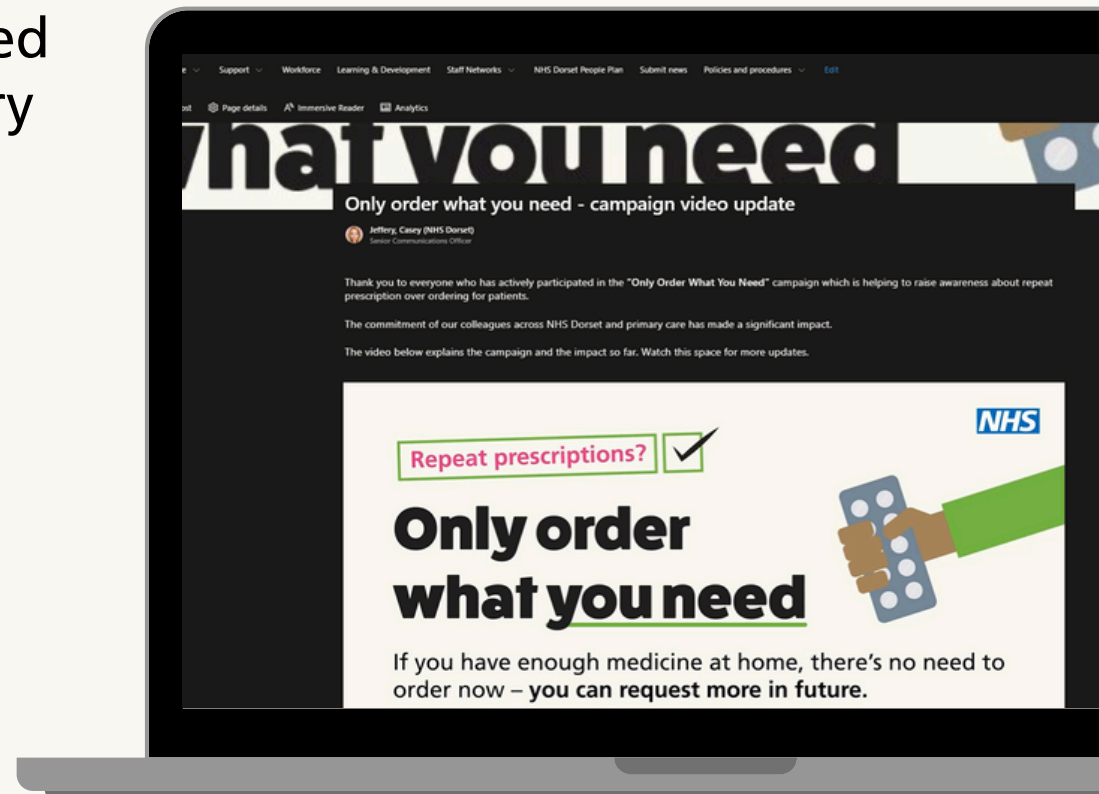 ed
ry
e Support Workforce Learning & Development Staff Networks NHS Dorset People Plan Submit news Policies and procedures Edit
ost Page details Immersive Reader Analytics
what you need
Only order what you need - campaign video update
Jeffery, Casey (NHS Dorset)
Senior Communications Officer
Thank you to everyone who has actively participated in the "Only Order What You Need" campaign which is helping to raise awareness about repeat
prescription over ordering for patients.
The commitment of our colleagues across NHS Dorset and primary care has made a significant impact.
The video below explains the campaign and the impact so far. Watch this space for more updates.
NHS
Repeat prescriptions?
Only order
what you need
If you have enough medicine at home, there's no need to
order now – you can request more in future.